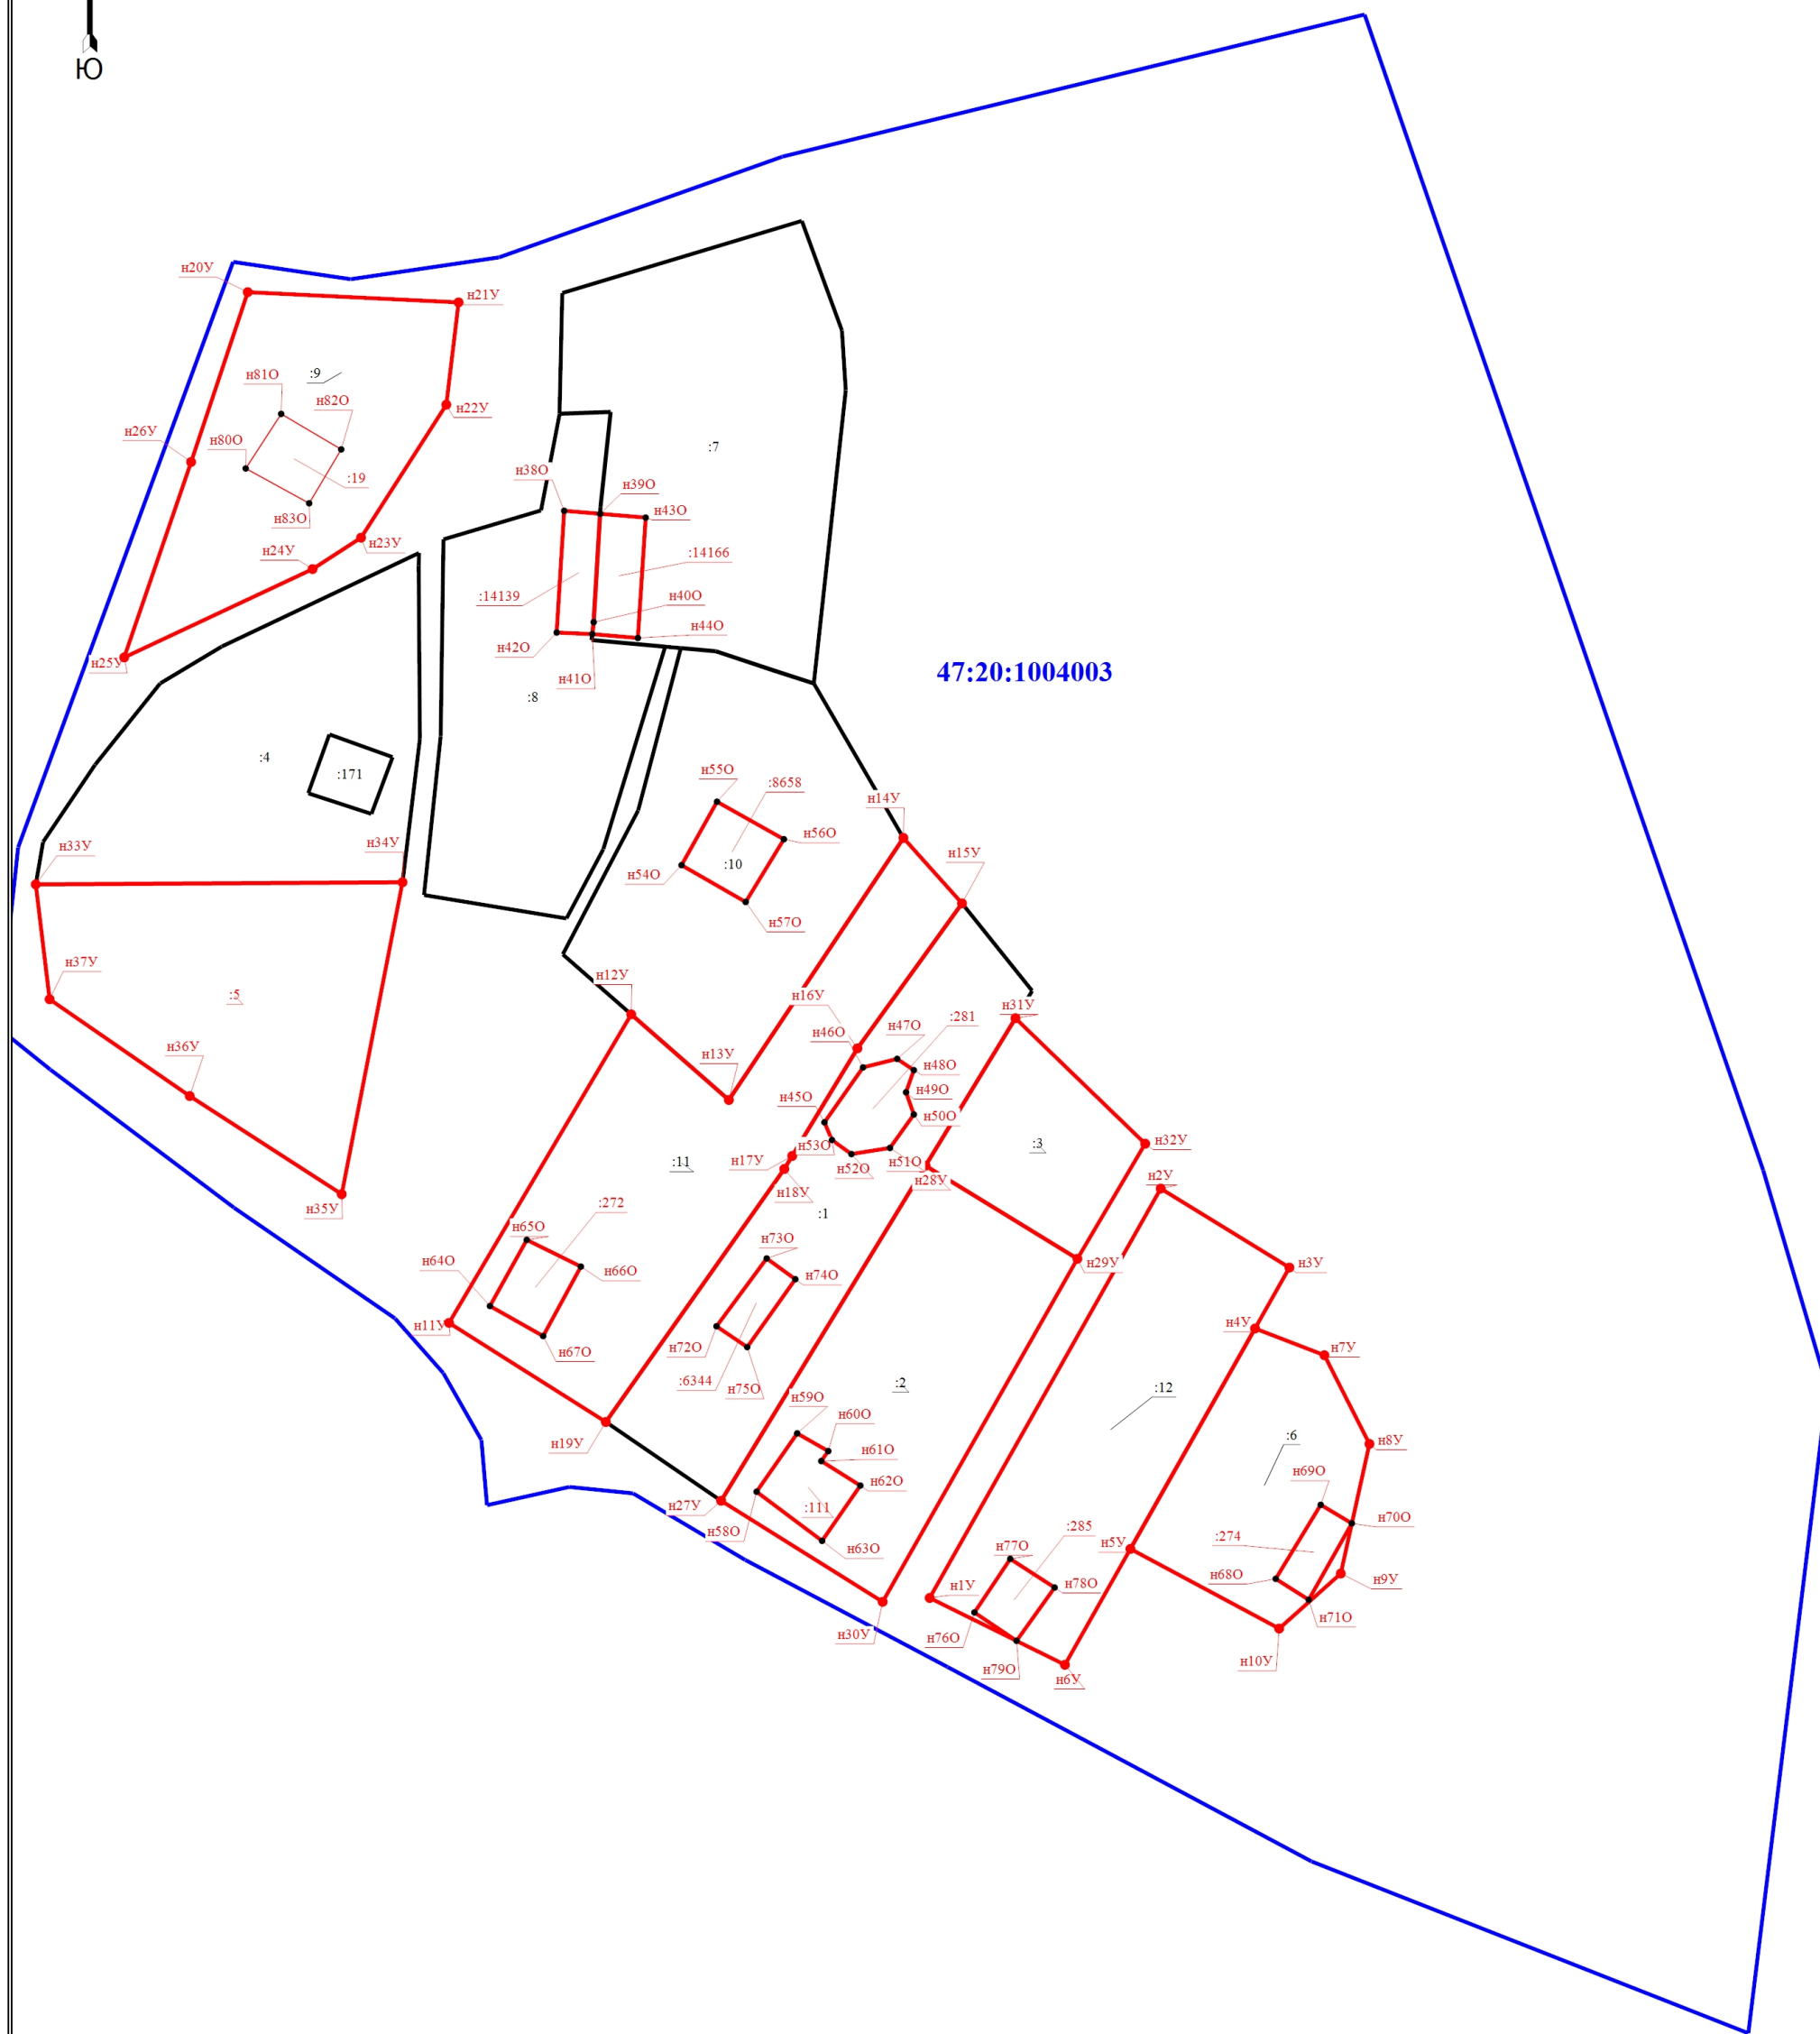 Ю
н20У
н21У
:9
н81О
н82О
н22У
н26У
н80О
:19
н83О
:7
н38О
н39О
н43О
н23У
н24У
:14166
:14139
н40О
н44О
н42О
н25У
н41О
47:20:1004003
:8
:4
:171
н55О
:8658
н14У
н56О
н33У
н34У
н15У
:10
н54О
н57О
н37У
н12У
:5
н16У
н31У
:281
н46О
н47О
н36У
н13У
н48О
н49О
н45О
н50О
:3
н32У
н53О
н17У
:11
н51О
н52О
н28У
н2У
н18У
н35У
:272
:1
н65О
н73О
н64О
н66О
н74О
н29У
н3У
н11У
н4У
н67О
н72О
н7У
:6344
н75О
:2
:12
н59О
н60О
н19У
н61О
:6
н8У
н62О
н69О
н27У
:111
н58О
н70О
:285
:274
н63О
н77О
н5У
н78О
н68О
н9У
н1У
н71О
н30У
н76О
н79О
н10У
н6У